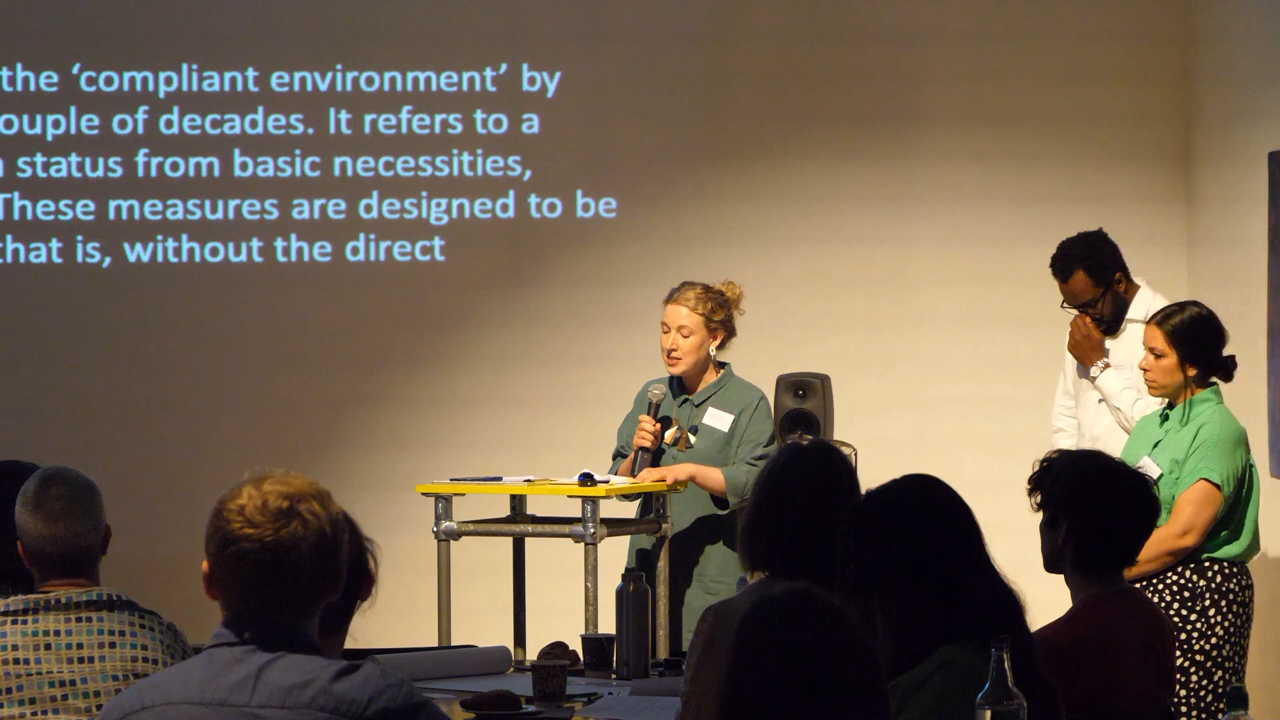 the ‘compliant environment’ by
ouple of decades. It refers to a
status from basic necessities,
These measures are designed to be
that is, without the direct